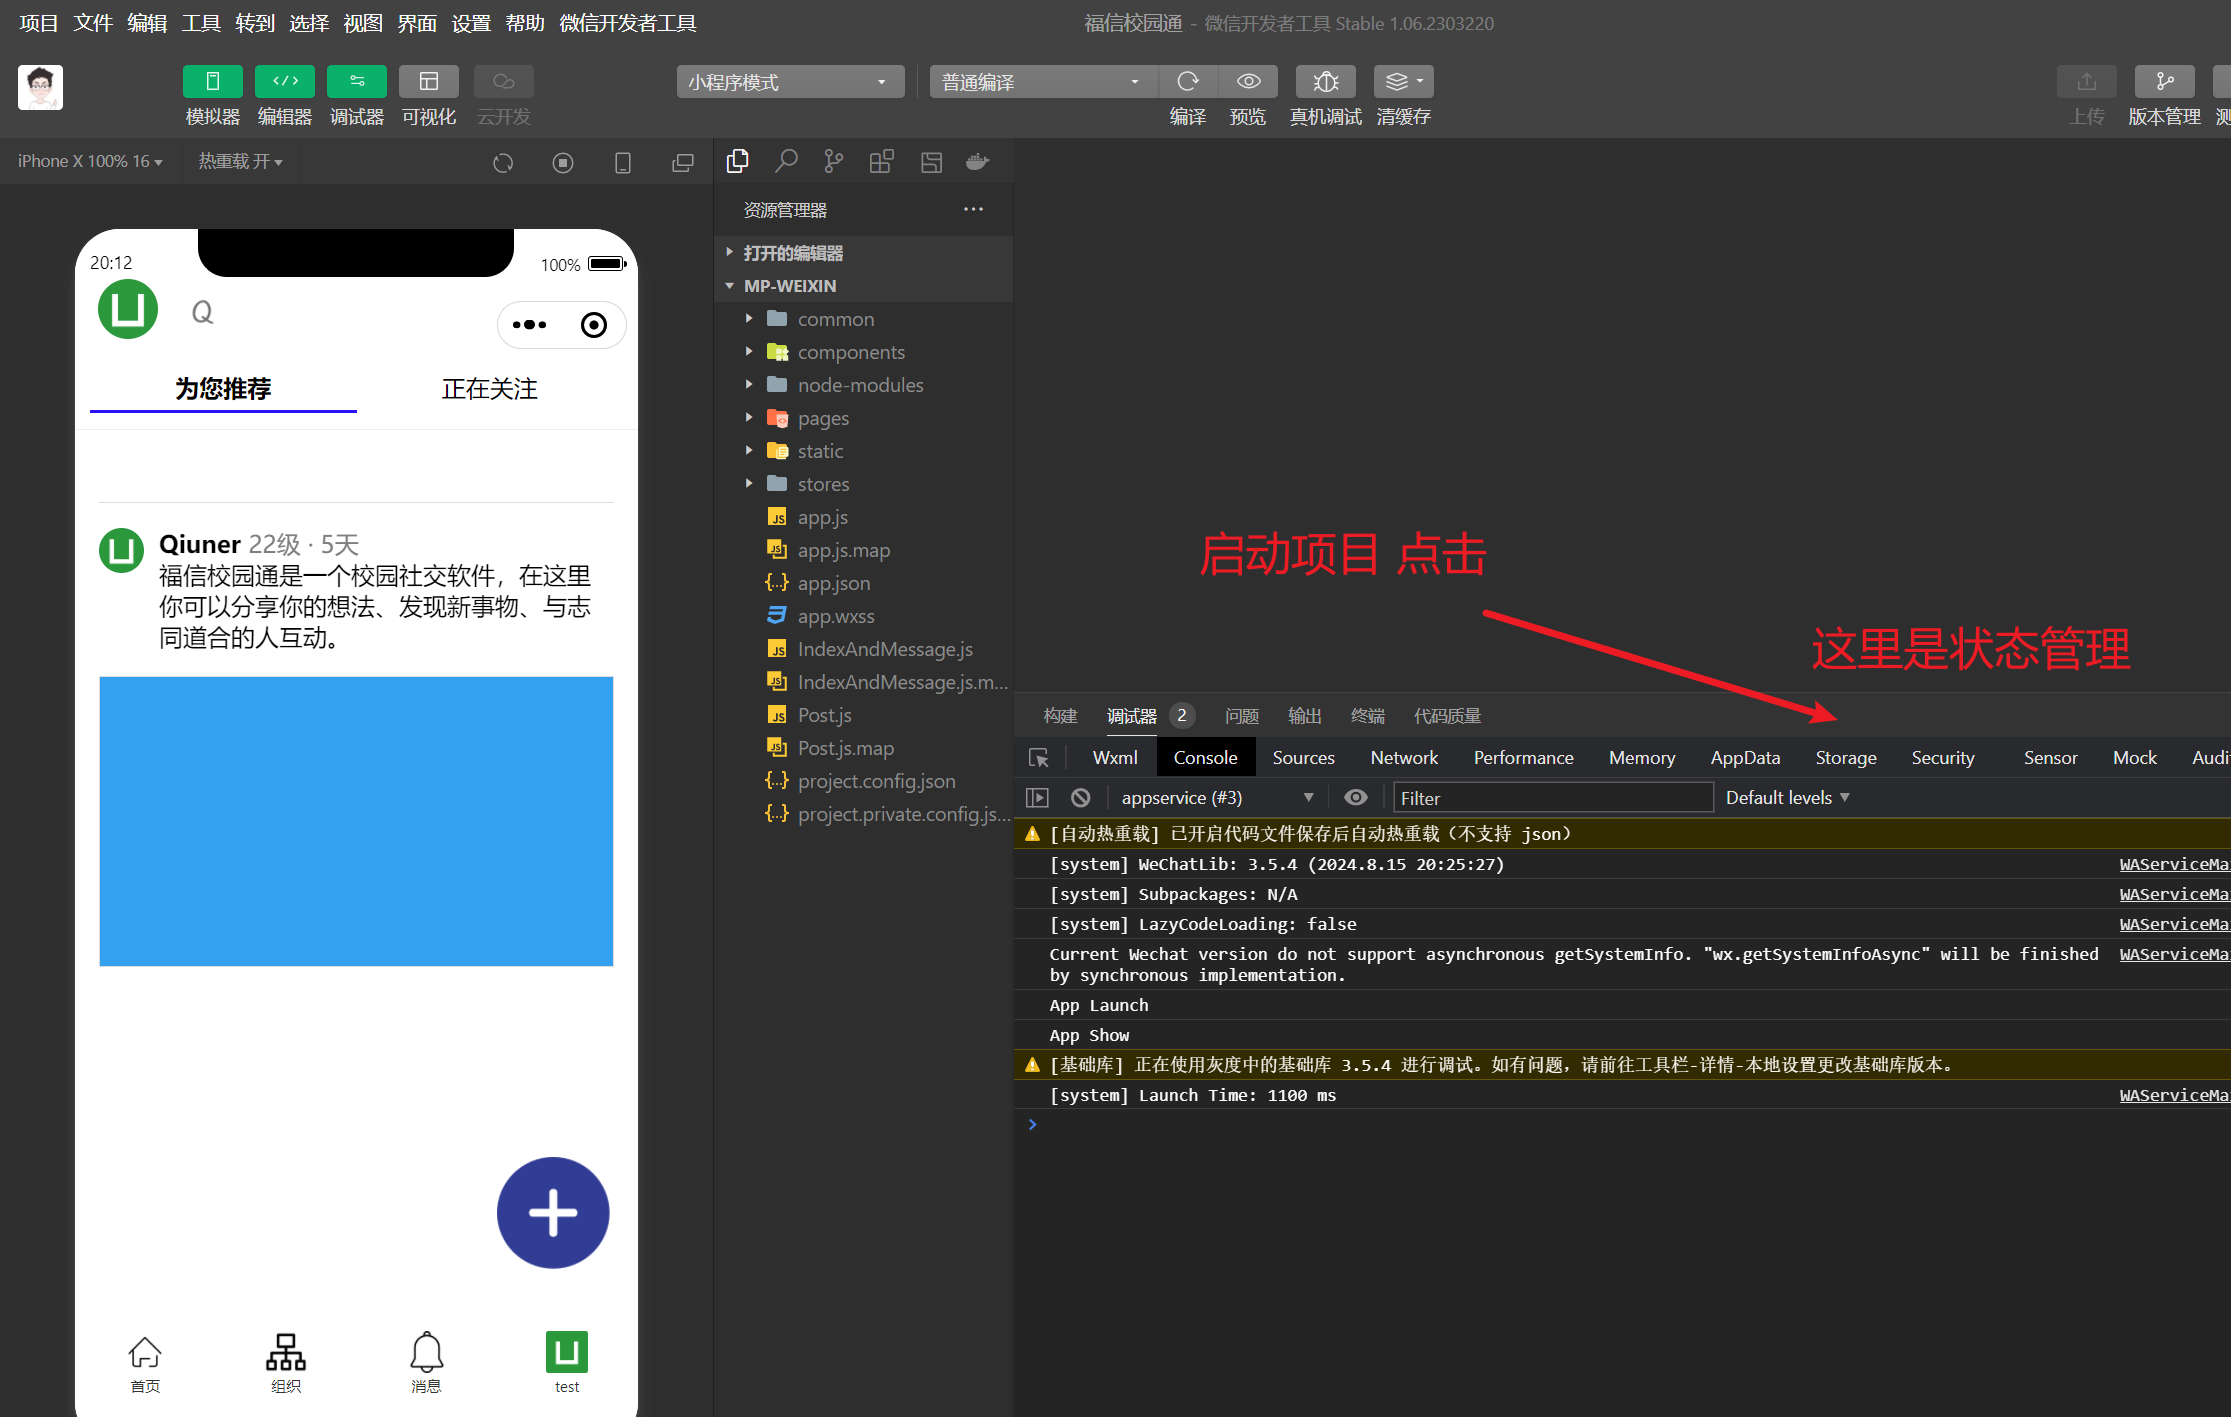 项目 文件 编辑 工具 转到 选择 视图 界面 设置 帮助 微信开发者工具
福信校园通 - 微信开发者工具 Stable 1.06.2303220
模拟器 编辑器 调试器 可视化 云开发
小程序模式
普通编译
编译 预览 真机调试 清缓存
上传 版本管理 测
iPhone X 100% 16
热重载 开
20:12
100%
Q
为您推荐 正在关注
Qiuner 22级 · 5天
福信校园通是一个校园社交软件，在这里
你可以分享你的想法、发现新事物、与志
同道合的人互动。
首页 组织 消息 test
资源管理器
打开的编辑器
MP-WEIXIN
common
components
node-modules
pages
static
stores
app.js
app.js.map
app.json
app.wxss
IndexAndMessage.js
IndexAndMessage.js.m...
Post.js
Post.js.map
project.config.json
project.private.config.js...
启动项目 点击
这里是状态管理
构建 调试器 2 问题 输出 终端 代码质量
Wxml Console Sources Network Performance Memory AppData Storage Security Sensor Mock Audi
appservice (#3) Filter Default levels
[自动热重载] 已开启代码文件保存后自动热重载（不支持 json）
[system] WeChatLib: 3.5.4 (2024.8.15 20:25:27) WAServiceMai
[system] Subpackages: N/A WAServiceMai
[system] LazyCodeLoading: false WAServiceMai
Current Wechat version do not support asynchronous getSystemInfo. "wx.getSystemInfoAsync" will be finished WAServiceMai
by synchronous implementation.
App Launch
App Show
[基础库] 正在使用灰度中的基础库 3.5.4 进行调试。如有问题，请前往工具栏-详情-本地设置更改基础库版本。
[system] Launch Time: 1100 ms WAServiceMai